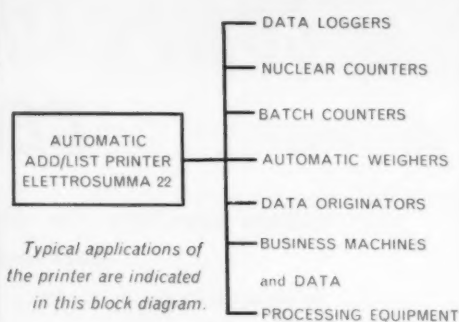 AUTOMATIC
ADD/LIST PRINTER
ELETTROSUMMA 22
DATA LOGGERS
NUCLEAR COUNTERS
BATCH COUNTERS
AUTOMATIC WEIGHERS
DATA ORIGINATORS
BUSINESS MACHINES
and DATA
PROCESSING EQUIPMENT
Typical applications of
the printer are indicated
in this block diagram.